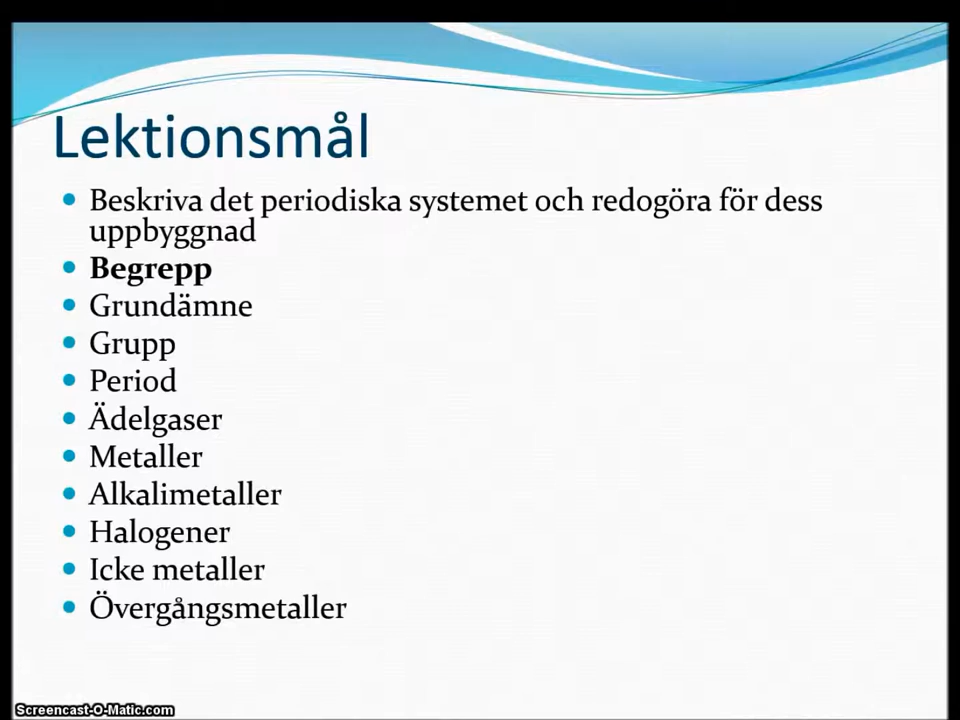 Lektionsmål
Beskriva det periodiska systemet och redogöra för dess
uppbyggnad
Begrepp
Grundämne
Grupp
Period
Ädelgaser
Metaller
Alkalimetaller
Halogener
Icke metaller
Övergångsmetaller
Screencast-O-Matic.com